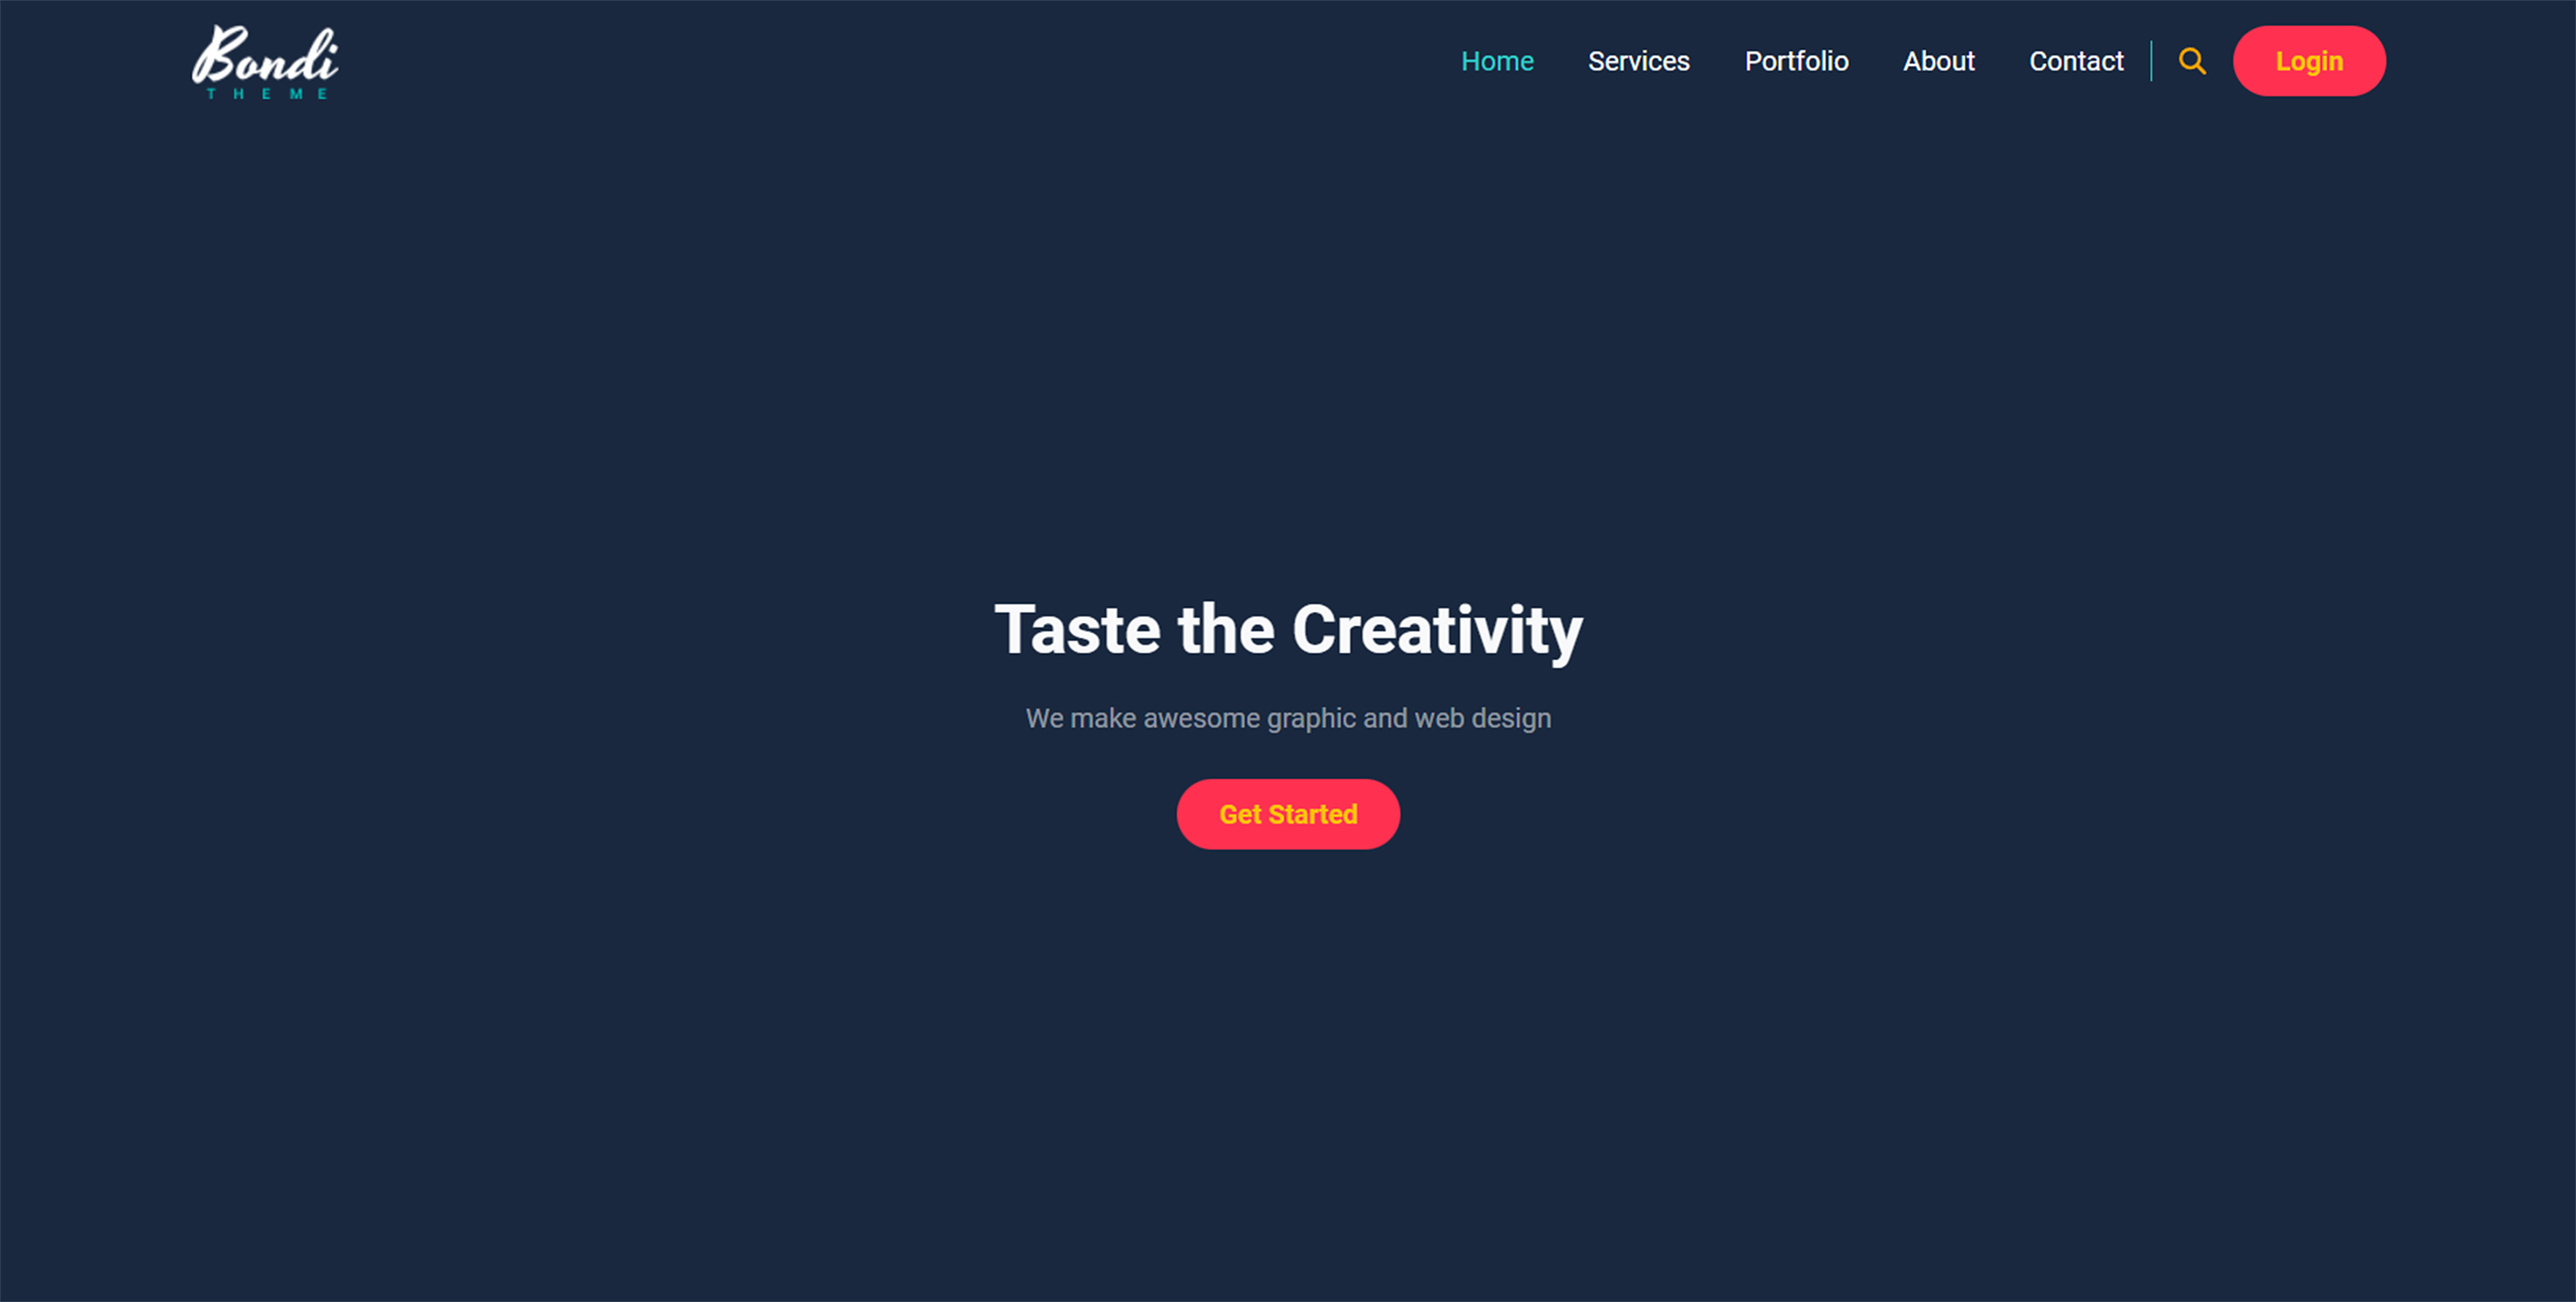 Bondi
THEME
Home Services Portfolio About Contact Login
Taste the Creativity
We make awesome graphic and web design
Get Started